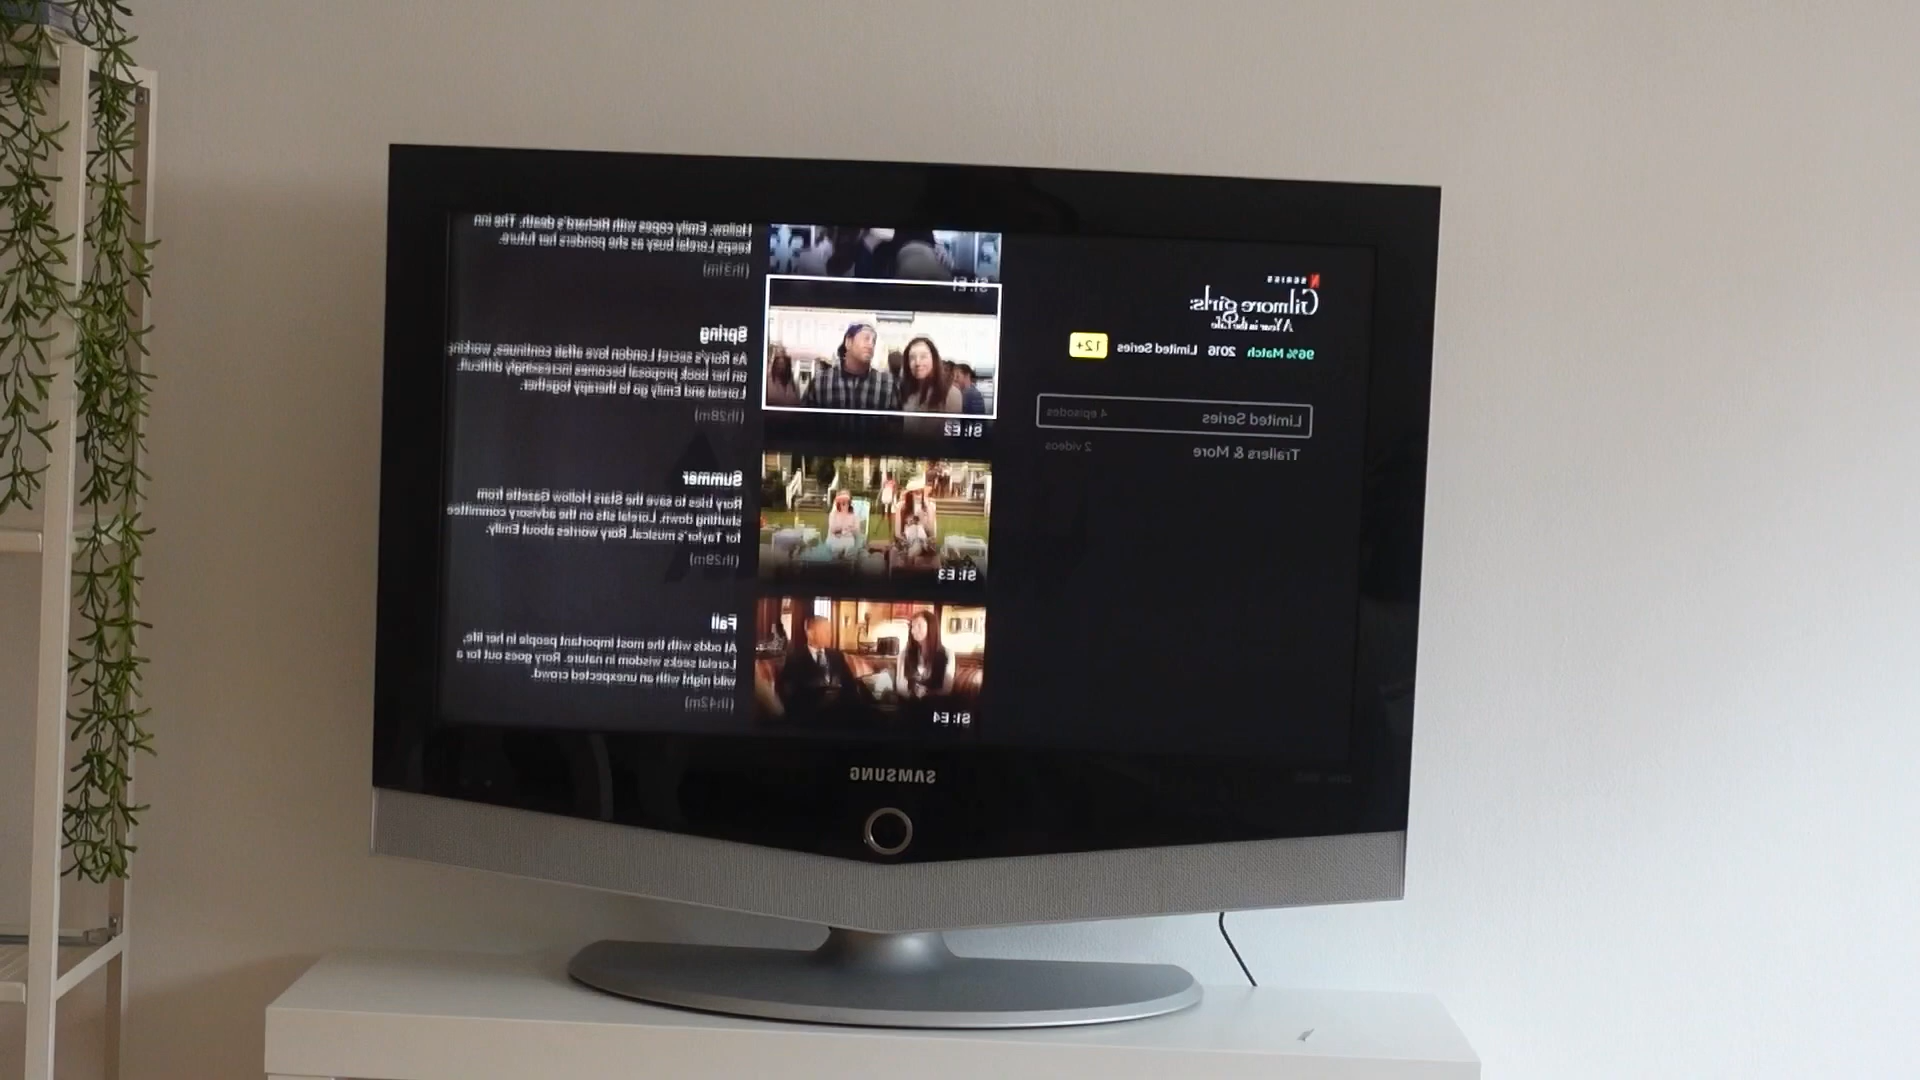 SERIES
Gilmore girls:
A Year in the Life
96% Match 2016 Limited Series 12+
Limited Series 4 episodes
Trailers & More 2 videos
Hollow. Emily copes with Richard's death. The inn
keeps Lorelai busy as she ponders her future.
(1h31m)
S1: E1
Spring
As Rory's secret London love affair continues, working
on her book proposal becomes increasingly difficult.
Lorelai and Emily go to therapy together.
(1h28m)
S1: E2
Summer
Rory tries to save the Stars Hollow Gazette from
shutting down. Lorelai sits on the advisory committee
for Taylor's musical. Rory worries about Emily.
(1h29m)
S1: E3
Fall
At odds with the most important people in her life,
Lorelai seeks wisdom in nature. Rory goes out for a
wild night with an unexpected crowd.
(1h42m)
S1: E4
SAMSUNG